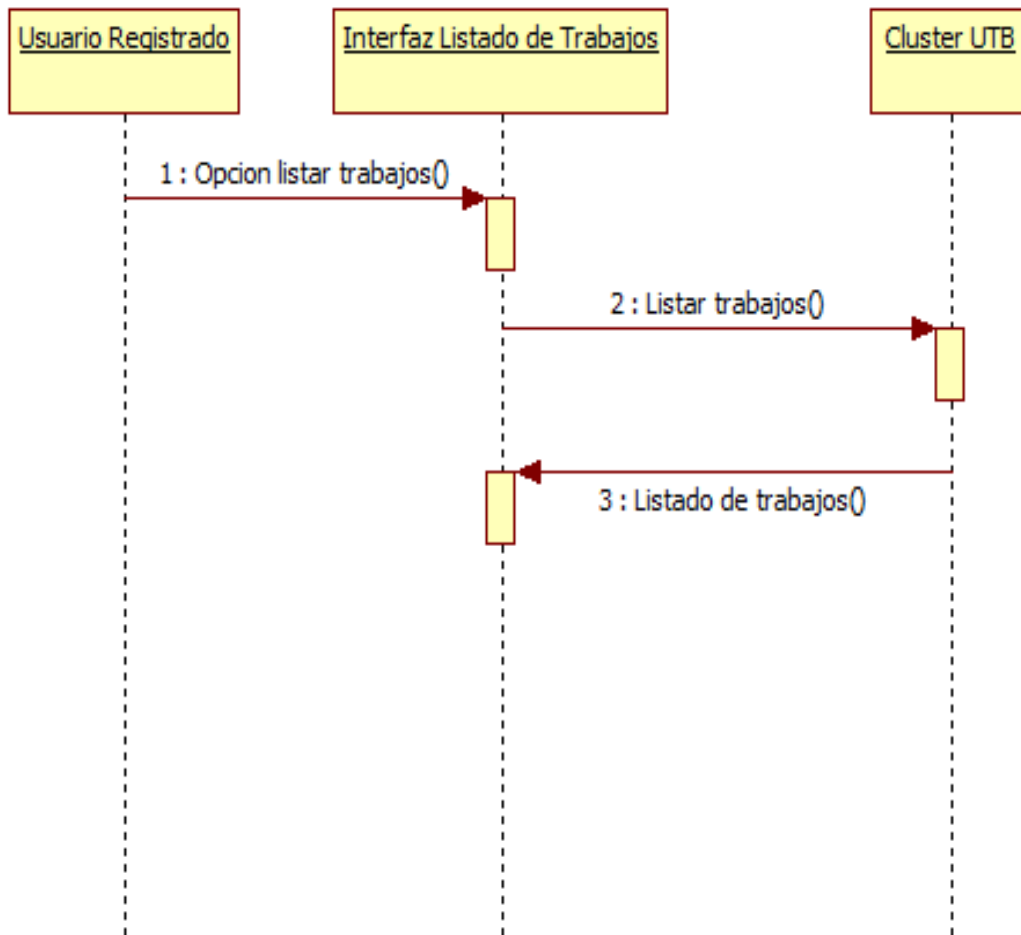 Usuario Registrado
Interfaz Listado de Trabajos
Cluster UTB
1 : Opcion listar trabajos()
2 : Listar trabajos()
3 : Listado de trabajos()